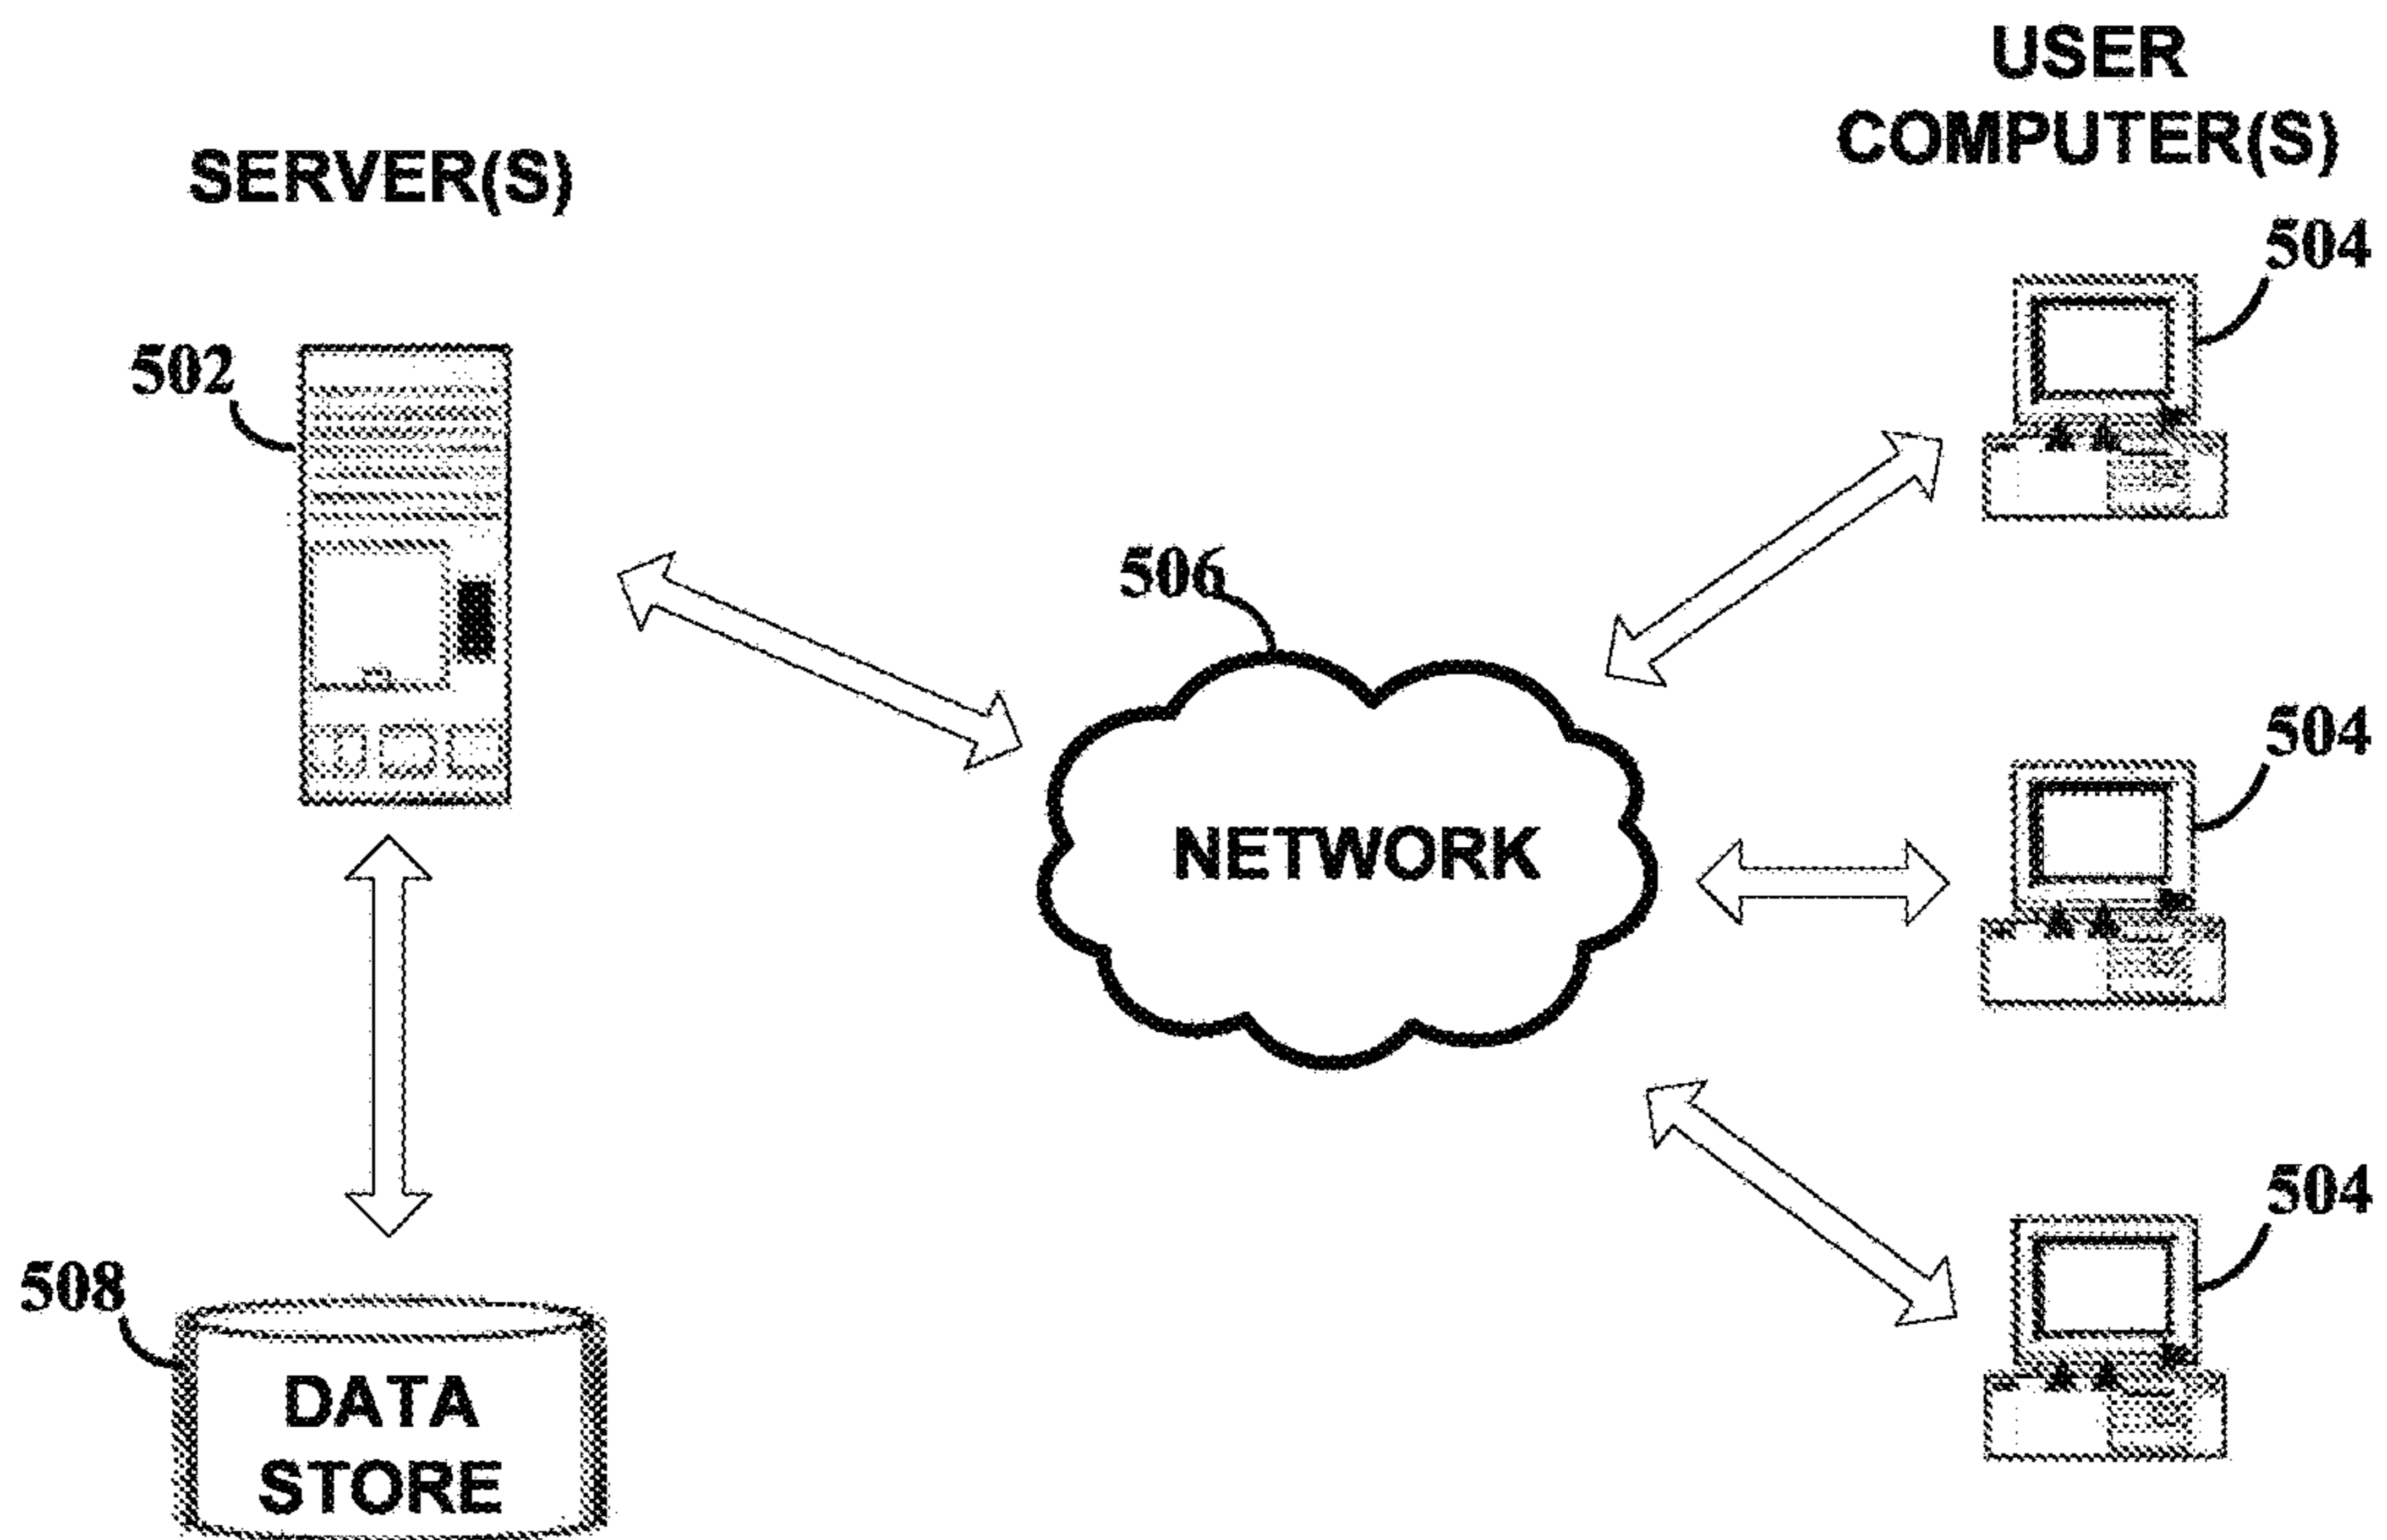 USER
COMPUTER(S)
SERVER(S)
504
502
506
504
NETWORK
504
508
DATA
STORE